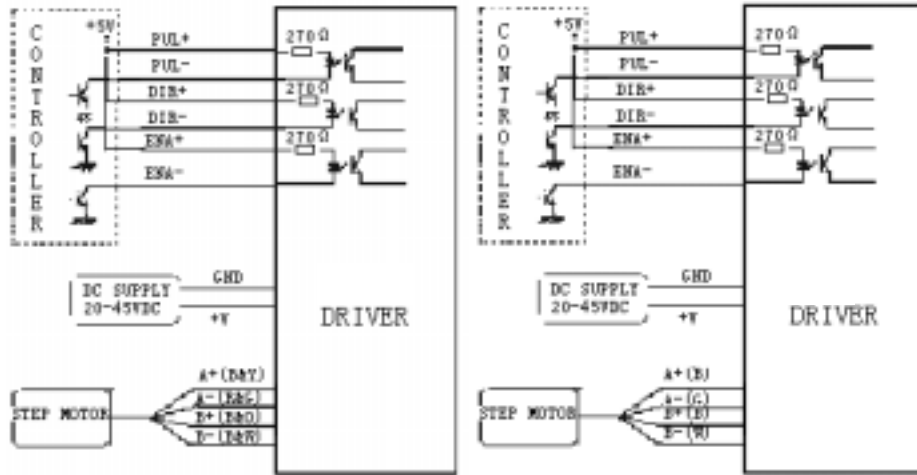 CONTROLLER
+5V
PUL+
PUL-
DIR+
DIR-
ENA+
ENA-
270Ω
270Ω
270Ω
GND
DC SUPPLY
20-45VDC
+V
DRIVER
STEP MOTOR
A+(B&Y)
A-(R&G)
B+(B&O)
B-(B&W)
CONTROLLER
+5V
PUL+
PUL-
DIR+
DIR-
ENA+
ENA-
270Ω
270Ω
270Ω
GND
DC SUPPLY
20-45VDC
+V
DRIVER
STEP MOTOR
A+(B)
A-(G)
B+(B)
B-(W)